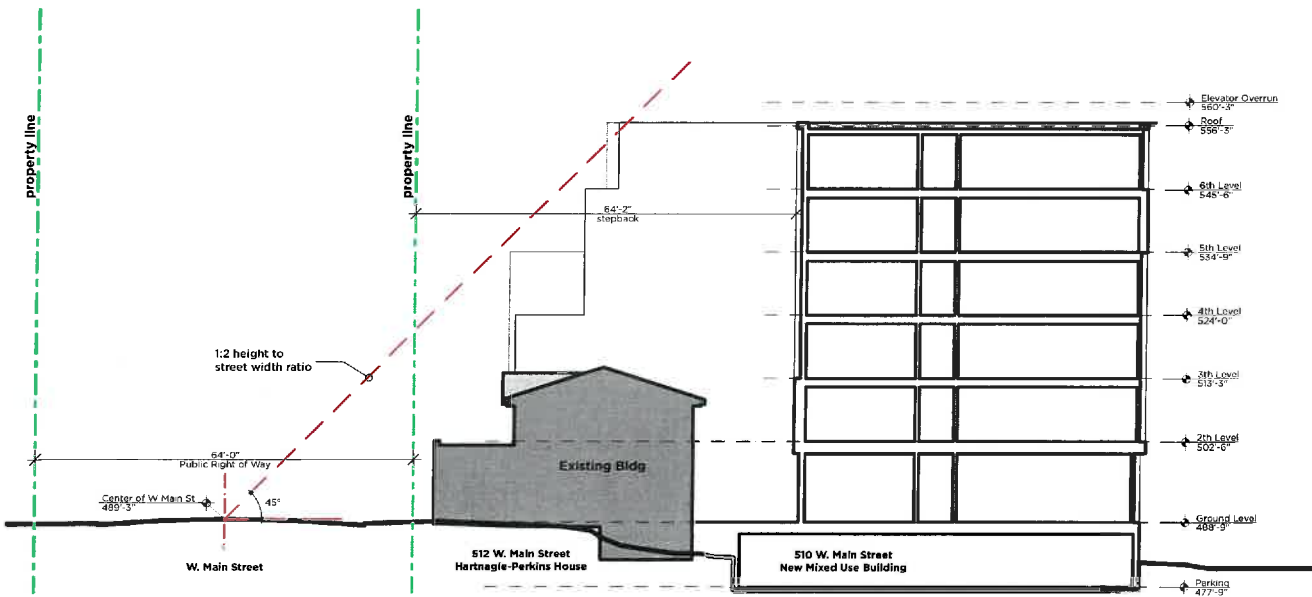 property line
property line
Elevator Overrun
560'-3"
Roof
556'-3"
6th Level
545'-6"
64'-2"
stepback
5th Level
534'-9"
4th Level
524'-0"
1:2 height to
street width ratio
3th Level
513'-3"
2th Level
502'-6"
64'-0"
Public Right of Way
Existing Bldg
Center of W Main St
489'-3"
45°
Ground Level
488'-9"
W. Main Street
512 W. Main Street
Hartnagle-Perkins House
510 W. Main Street
New Mixed Use Building
Parking
477'-9"